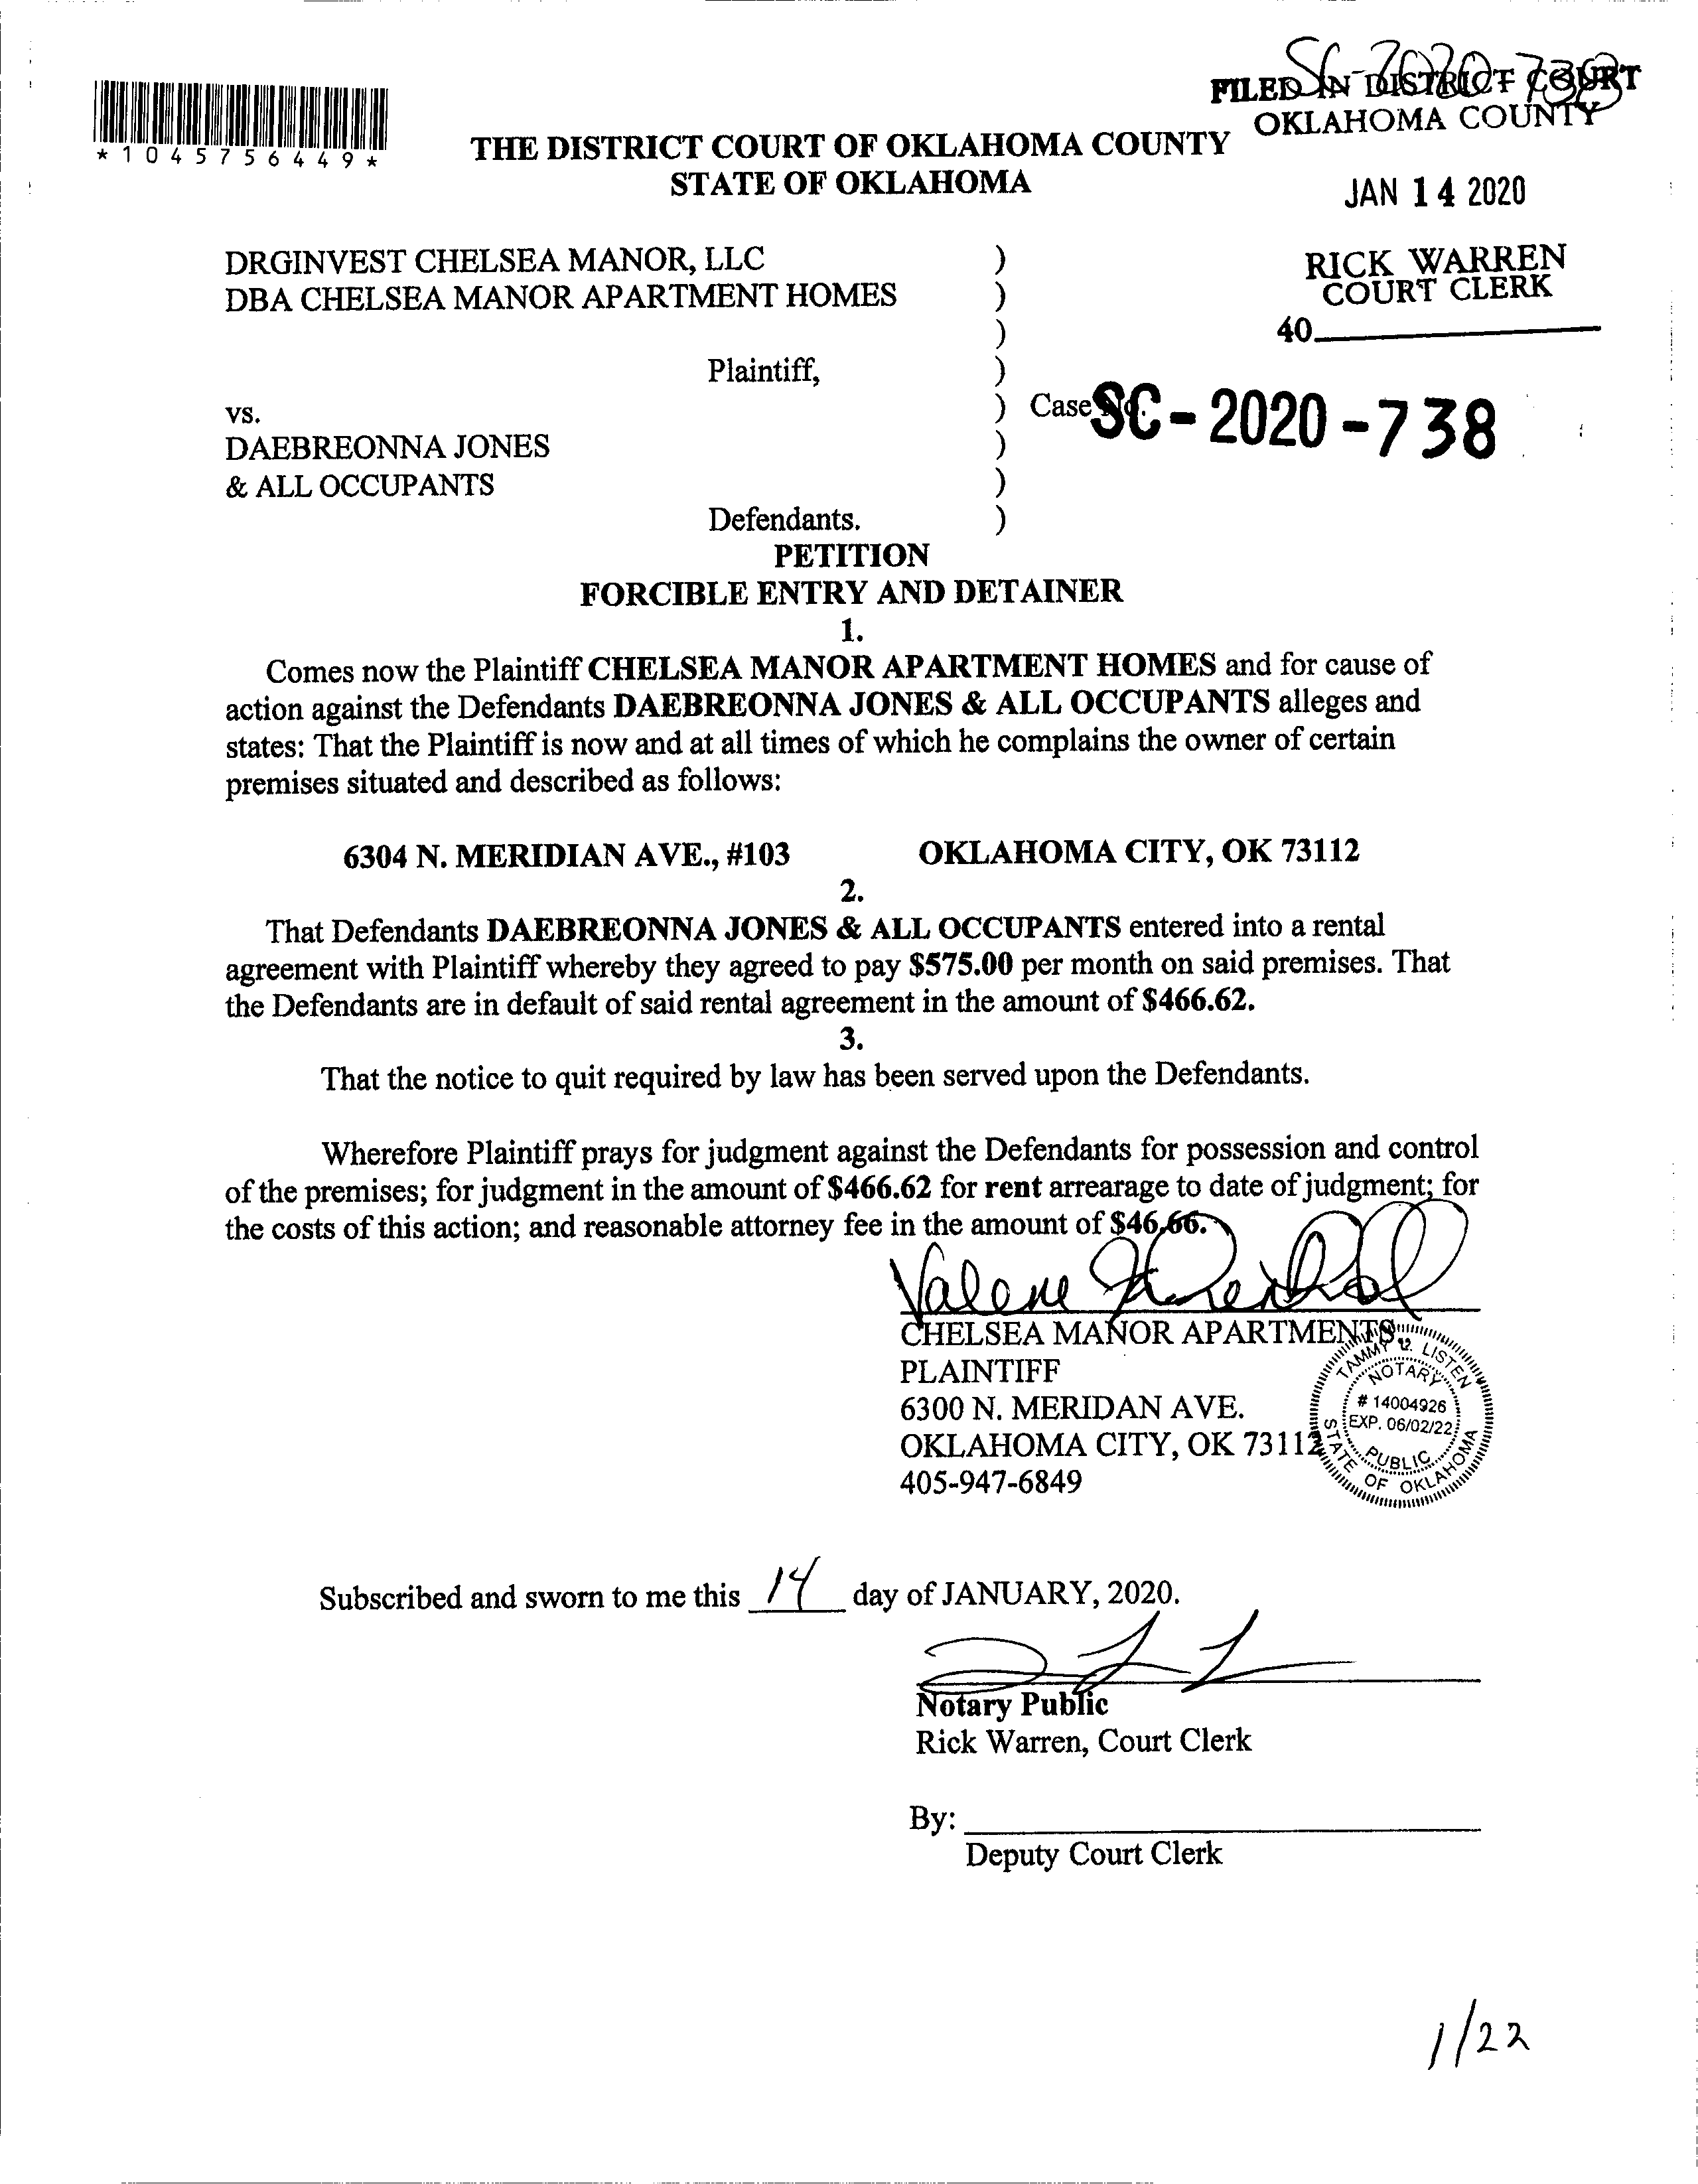 SC-2020-738
FILED IN DISTRICT COURT
OKLAHOMA COUNTY
*1045756449*
THE DISTRICT COURT OF OKLAHOMA COUNTY
STATE OF OKLAHOMA
JAN 14 2020
DRGINVEST CHELSEA MANOR, LLC )
DBA CHELSEA MANOR APARTMENT HOMES )
)
RICK WARREN
COURT CLERK
40
Plaintiff, )
vs. ) Case No. SC-2020-738
DAEBREONNA JONES )
& ALL OCCUPANTS )
Defendants. )
PETITION
FORCIBLE ENTRY AND DETAINER
1.
Comes now the Plaintiff CHELSEA MANOR APARTMENT HOMES and for cause of
action against the Defendants DAEBREONNA JONES & ALL OCCUPANTS alleges and
states: That the Plaintiff is now and at all times of which he complains the owner of certain
premises situated and described as follows:
6304 N. MERIDIAN AVE., #103 OKLAHOMA CITY, OK 73112
2.
That Defendants DAEBREONNA JONES & ALL OCCUPANTS entered into a rental
agreement with Plaintiff whereby they agreed to pay $575.00 per month on said premises. That
the Defendants are in default of said rental agreement in the amount of $466.62.
3.
That the notice to quit required by law has been served upon the Defendants.
Wherefore Plaintiff prays for judgment against the Defendants for possession and control
of the premises; for judgment in the amount of $466.62 for rent arrearage to date of judgment; for
the costs of this action; and reasonable attorney fee in the amount of $46.66.
CHELSEA MANOR APARTMENTS,
PLAINTIFF
6300 N. MERIDAN AVE.
OKLAHOMA CITY, OK 73112
405-947-6849
TAMMY LISTEN
NOTARY
# 14004926
EXP. 06/02/22
PUBLIC
STATE OF OKLAHOMA
Subscribed and sworn to me this 14 day of JANUARY, 2020.
Notary Public
Rick Warren, Court Clerk
By:
Deputy Court Clerk
1/22